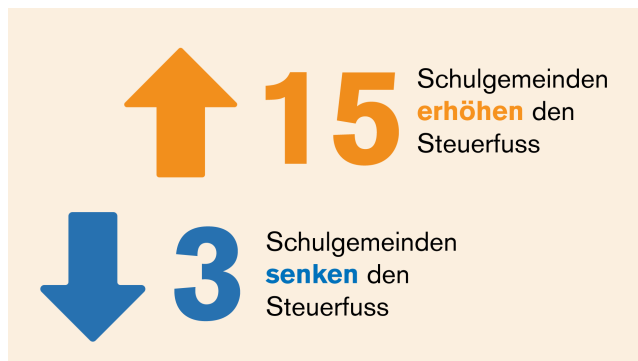 15 Schulgemeinden
erhöhen den
Steuerfuss
3 Schulgemeinden
senken den
Steuerfuss